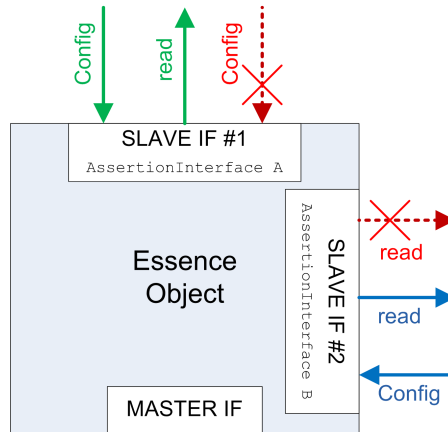 Config
read
Config
SLAVE IF #1
AssertionInterface A
SLAVE IF #2
AssertionInterface B
read
read
Config
Essence
Object
MASTER IF